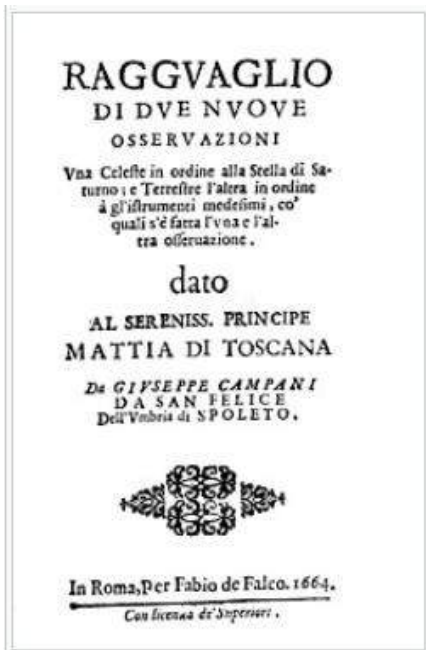 RAGGVAGLIO
DI DVE NVOVE
OSSERVAZIONI
Vna Celeſte in ordine alla Stella di Sa-
turno; e Terreſtre l'altra in ordine
à gl'iſtrumenti medeſimi, co'
quali s'è fatta l'vna e l'al-
tra oſſeruazione.
dato
AL SERENISS. PRINCIPE
MATTIA DI TOSCANA
Da GIVSEPPE CAMPANI
DA SAN FELICE
Dell'Vmbria di SPOLETO.
In Roma, Per Fabio de Falco. 1664.
Con licenza de' Superiori.